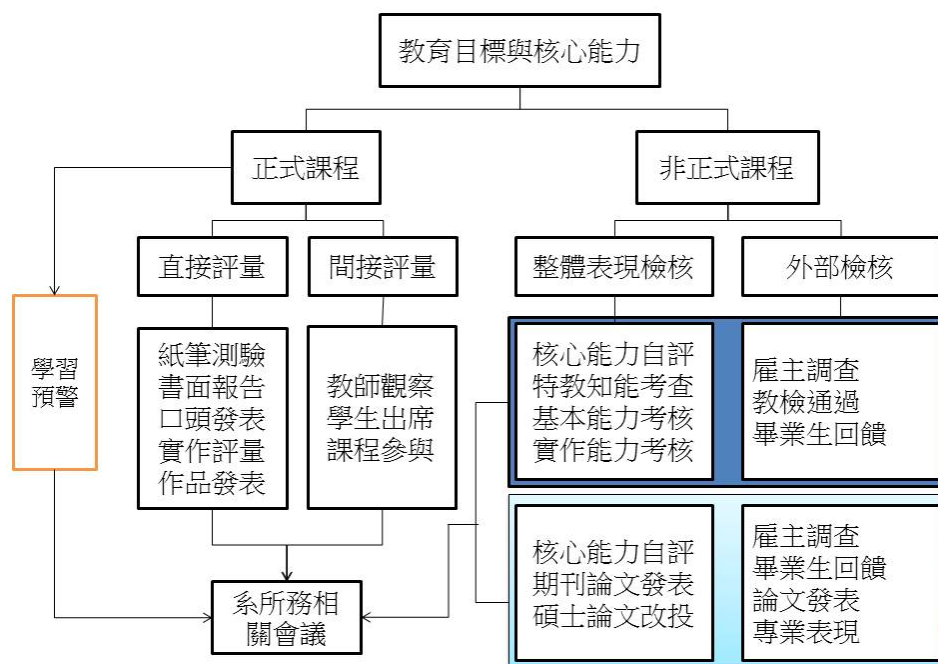 教育目標與核心能力
正式課程
非正式課程
直接評量
間接評量
整體表現檢核
外部檢核
學習
預警
紙筆測驗
書面報告
口頭發表
實作評量
作品發表
教師觀察
學生出席
課程參與
核心能力自評
特教知能考查
基本能力考核
實作能力考核
雇主調查
教檢通過
畢業生回饋
核心能力自評
期刊論文發表
碩士論文改投
雇主調查
畢業生回饋
論文發表
專業表現
系所務相
關會議